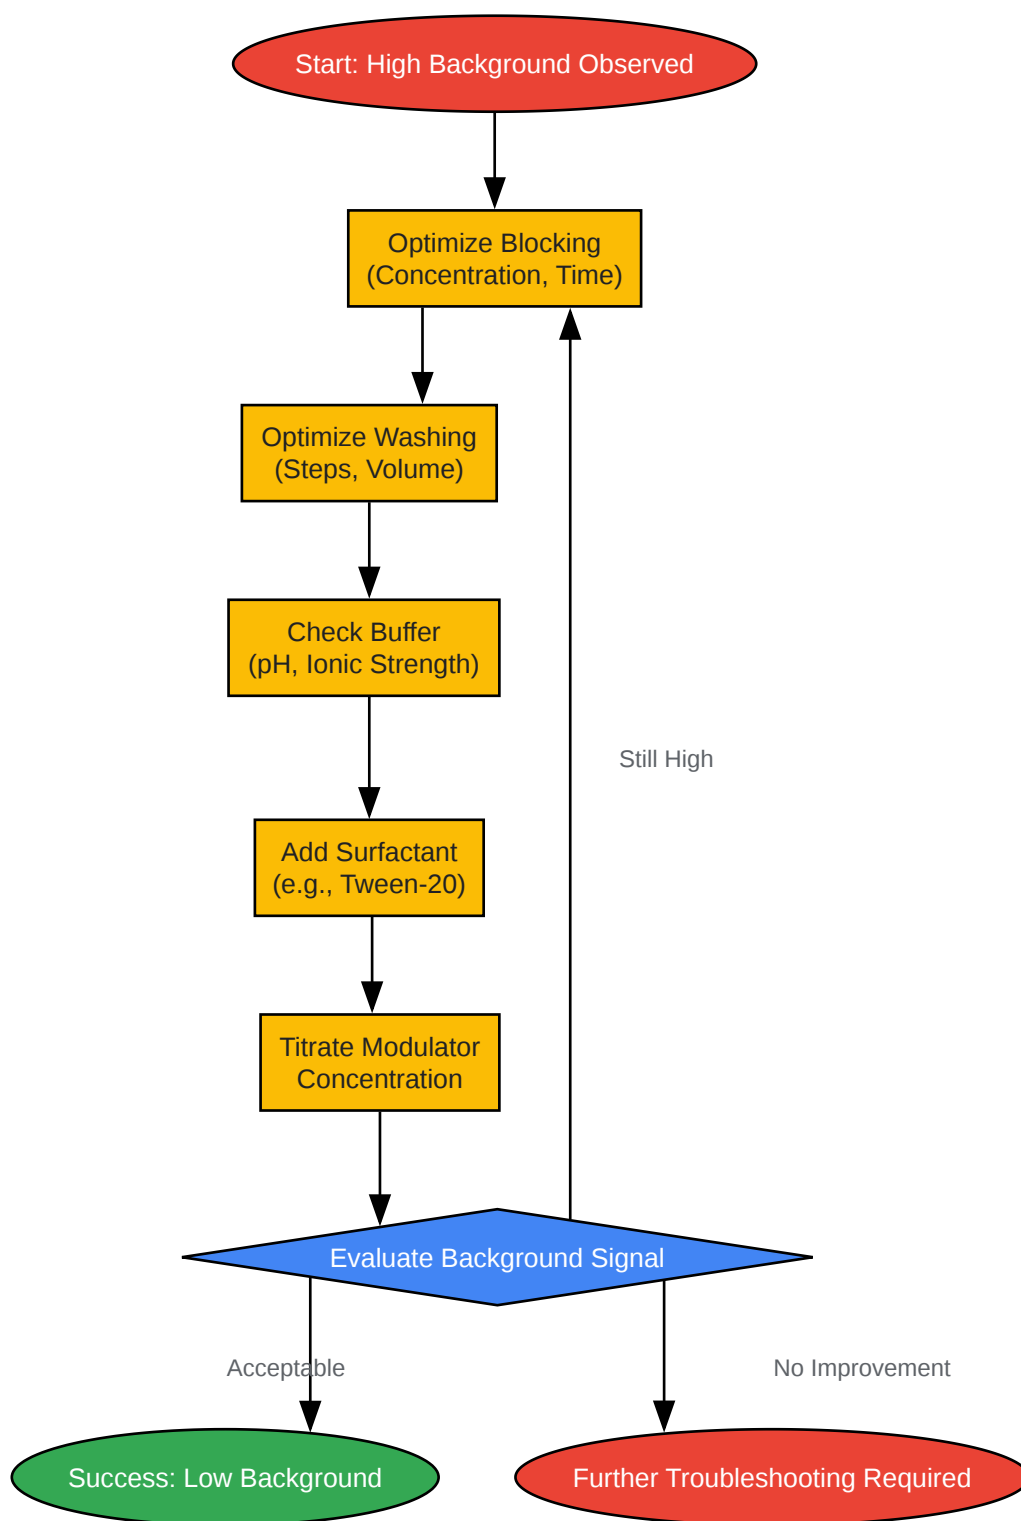 Start: High Background Observed
Optimize Blocking
(Concentration, Time)
Optimize Washing
(Steps, Volume)
Check Buffer
(pH, Ionic Strength)
Still High
Add Surfactant
(e.g., Tween-20)
Titrate Modulator
Concentration
Evaluate Background Signal
Acceptable
No Improvement
Success: Low Background
Further Troubleshooting Required